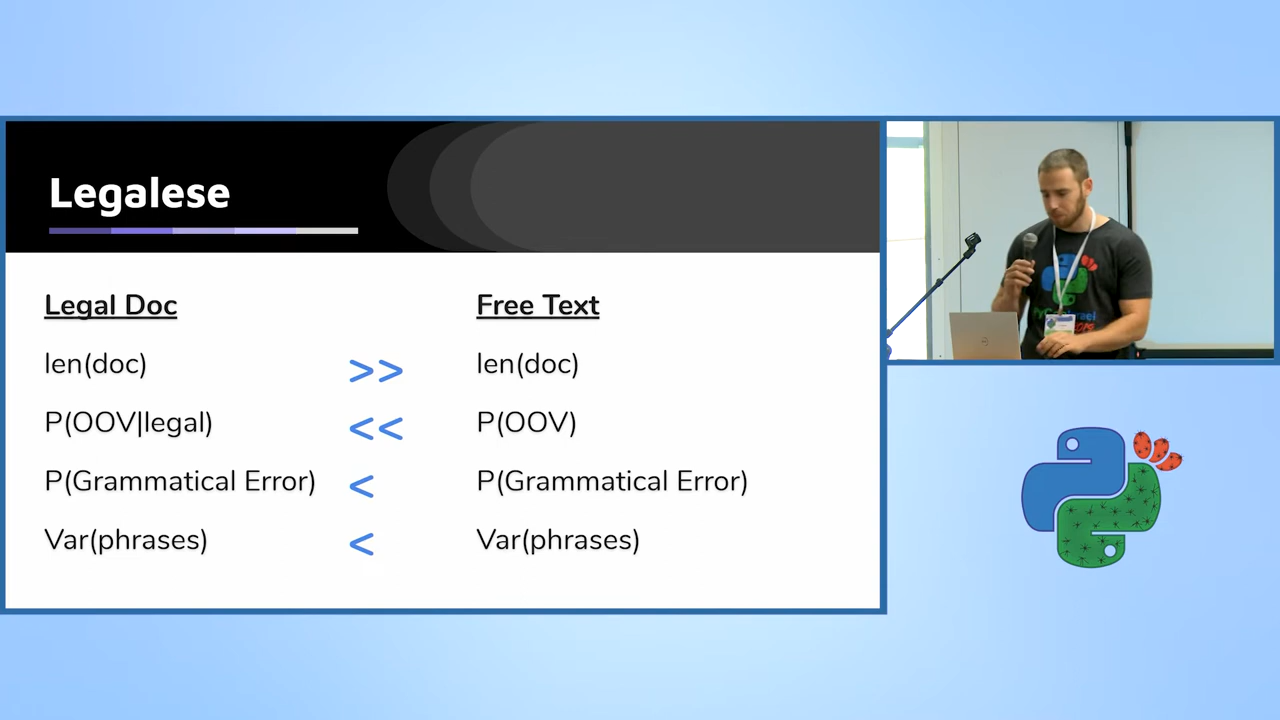 Legalese
Legal Doc Free Text
len(doc) >> len(doc)
P(OOV|legal) << P(OOV)
P(Grammatical Error) < P(Grammatical Error)
Var(phrases) < Var(phrases)